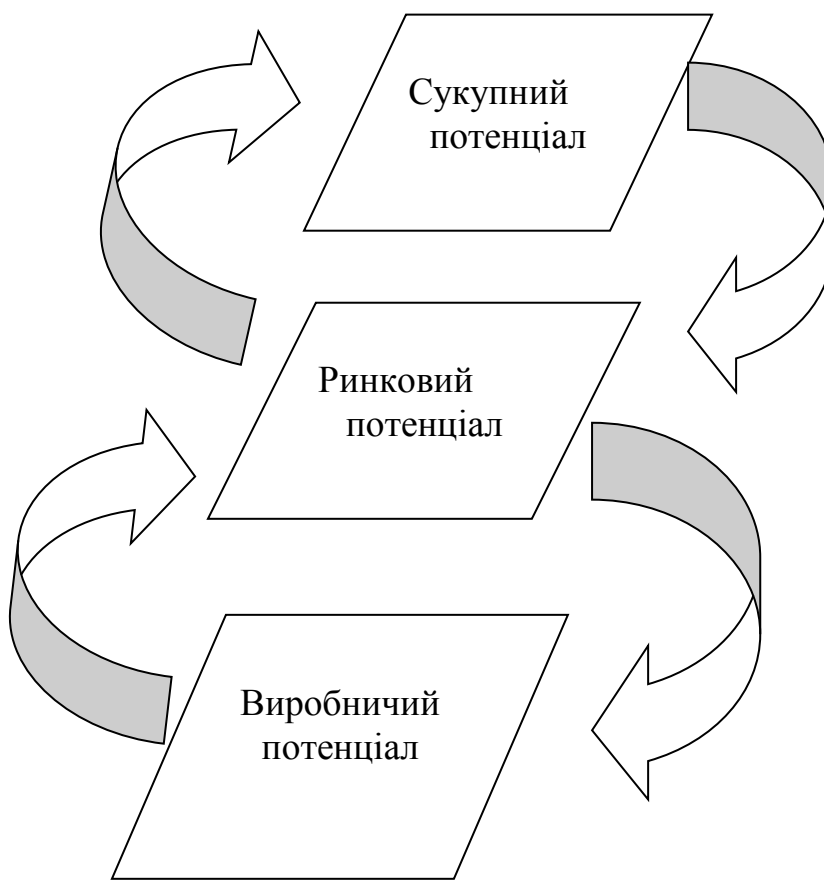 Сукупний
потенціал
Ринковий
потенціал
Виробничий
потенціал